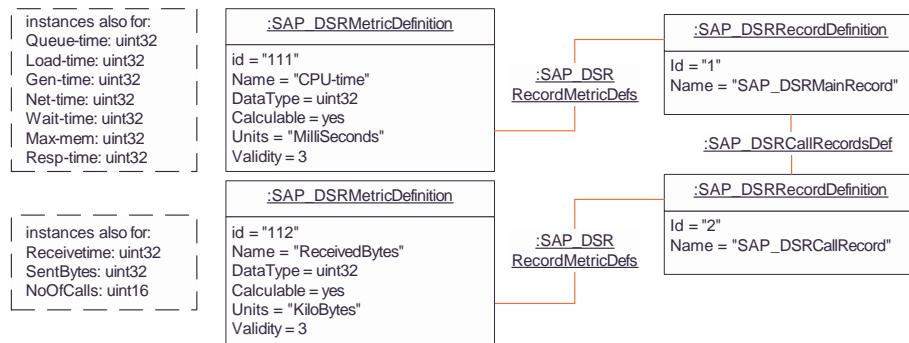 instances also for:
Queue-time: uint32
Load-time: uint32
Gen-time: uint32
Net-time: uint32
Wait-time: uint32
Max-mem: uint32
Resp-time: uint32
:SAP_DSRMetricDefinition
id = "111"
Name = "CPU-time"
DataType = uint32
Calculable = yes
Units = "MilliSeconds"
Validity = 3
:SAP_DSR
RecordMetricDefs
:SAP_DSRRecordDefinition
Id = "1"
Name = "SAP_DSRMainRecord"
:SAP_DSRCallRecordsDef
instances also for:
Receivetime: uint32
SentBytes: uint32
NoOfCalls: uint16
:SAP_DSRMetricDefinition
id = "112"
Name = "ReceivedBytes"
DataType = uint32
Calculable = yes
Units = "KiloBytes"
Validity = 3
:SAP_DSR
RecordMetricDefs
:SAP_DSRRecordDefinition
Id = "2"
Name = "SAP_DSRCallRecord"